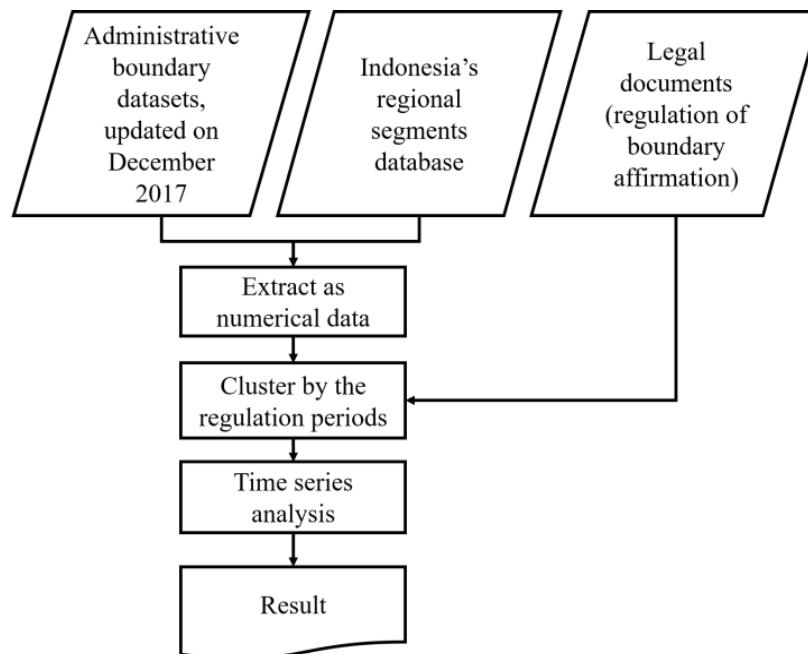 Administrative
boundary
datasets,
updated on
December
2017
Indonesia's
regional
segments
database
Legal
documents
(regulation of
boundary
affirmation)
Extract as
numerical data
Cluster by the
regulation periods
Time series
analysis
Result